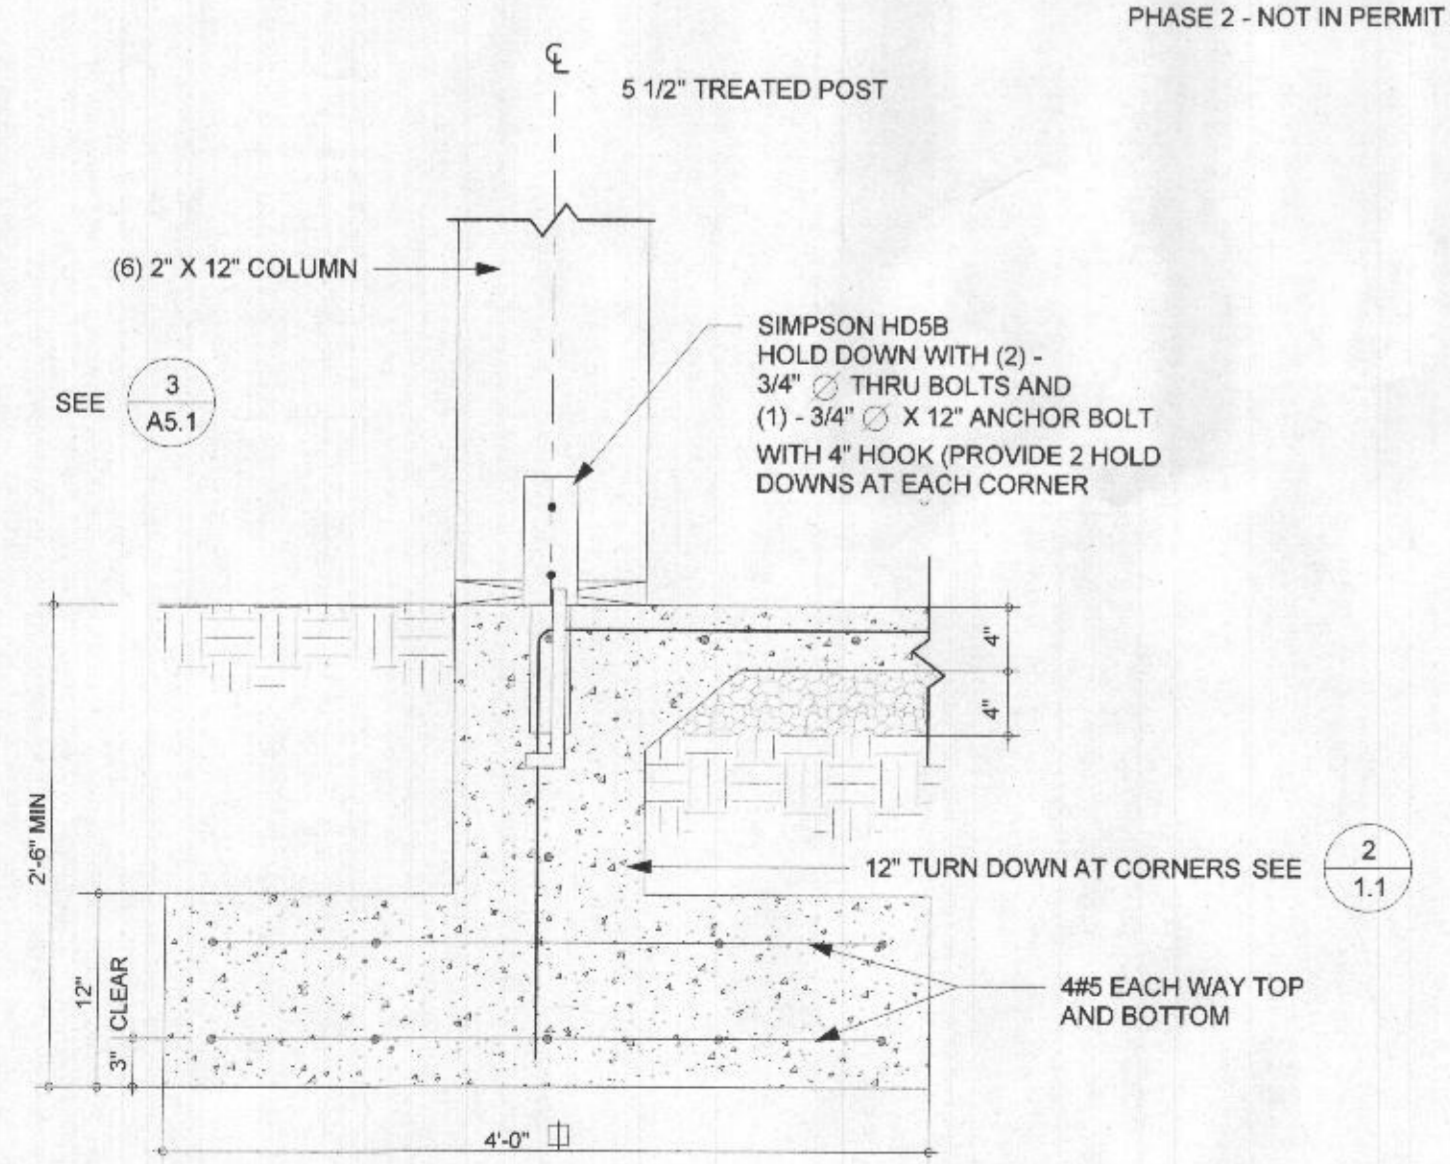 PHASE 2 - NOT IN PERMIT
℄
5 1/2" TREATED POST
(6) 2" X 12" COLUMN
SIMPSON HD5B
HOLD DOWN WITH (2) -
3/4" ∅ THRU BOLTS AND
(1) - 3/4" ∅ X 12" ANCHOR BOLT
WITH 4" HOOK (PROVIDE 2 HOLD
DOWNS AT EACH CORNER
SEE
3
A5.1
4"
4"
2'-6" MIN
12" TURN DOWN AT CORNERS SEE
2
1.1
12"
3" CLEAR
4#5 EACH WAY TOP
AND BOTTOM
4'-0"